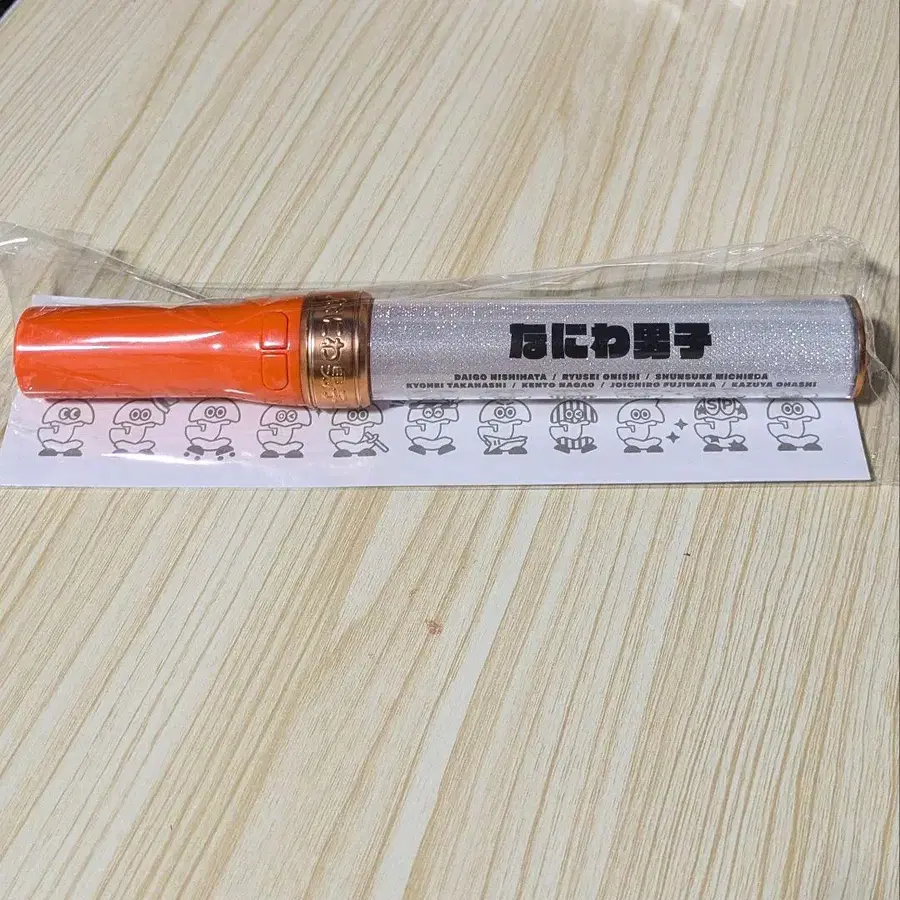 なにわ男子
DAIGO NISHIHATA / RYUSEI ONISHI / SHUNSUKE MICHIEDA
KYOHEI TAKAHASHI / KENTO NAGAO / JOICHIRO FUJIWARA / KAZUYA OHASHI